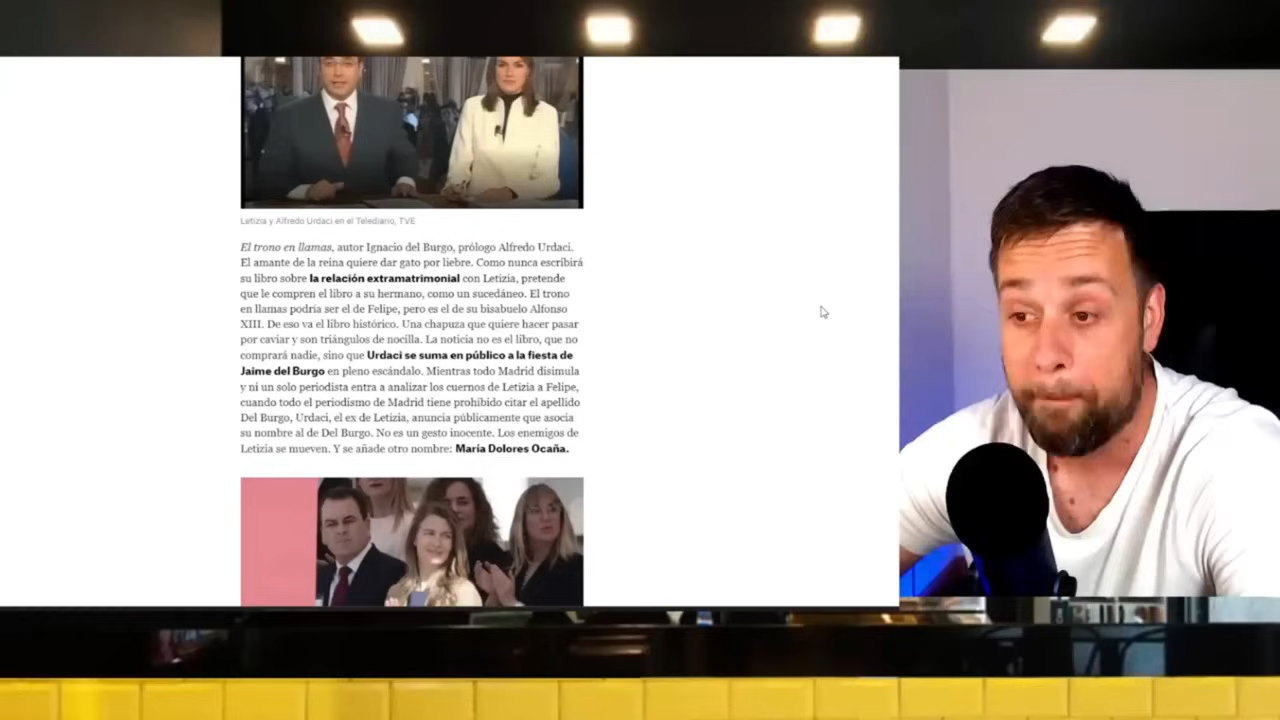 Letizia y Alfredo Urdaci en el Telediario, TVE
El trono en llamas, autor Ignacio del Burgo, prólogo Alfredo Urdaci.
El amante de la reina quiere dar gato por liebre. Como nunca escribirá
su libro sobre la relación extramatrimonial con Letizia, pretende
que le compren el libro a su hermano, como un sucedáneo. El trono
en llamas podría ser el de Felipe, pero es el de su bisabuelo Alfonso
XIII. De eso va el libro histórico. Una chapuza que quiere hacer pasar
por caviar y son triángulos de nocilla. La noticia no es el libro, que no
comprará nadie, sino que Urdaci se suma en público a la fiesta de
Jaime del Burgo en pleno escándalo. Mientras todo Madrid disimula
y ni un solo periodista entra a analizar los cuernos de Letizia a Felipe,
cuando todo el periodismo de Madrid tiene prohibido citar el apellido
Del Burgo, Urdaci, el ex de Letizia, anuncia públicamente que asocia
su nombre al de Del Burgo. No es un gesto inocente. Los enemigos de
Letizia se mueven. Y se añade otro nombre: María Dolores Ocaña.